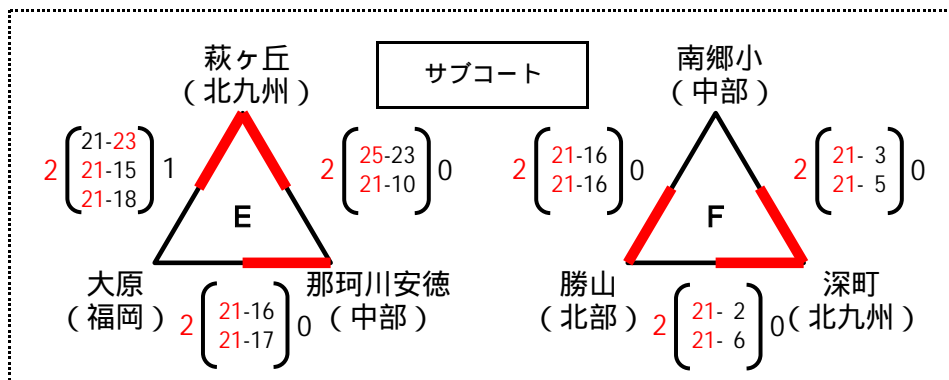 サブコート
萩ヶ丘
（北九州）
2 21-23 1
21-15
21-18
2 25-23 0
21-10
E
大原
（福岡）
那珂川安徳
（中部）
2 21-16 0
21-17
南郷小
（中部）
2 21-16 0
21-16
2 21- 3 0
21- 5
F
勝山
（北部）
深町
（北九州）
2 21- 2 0
21- 6